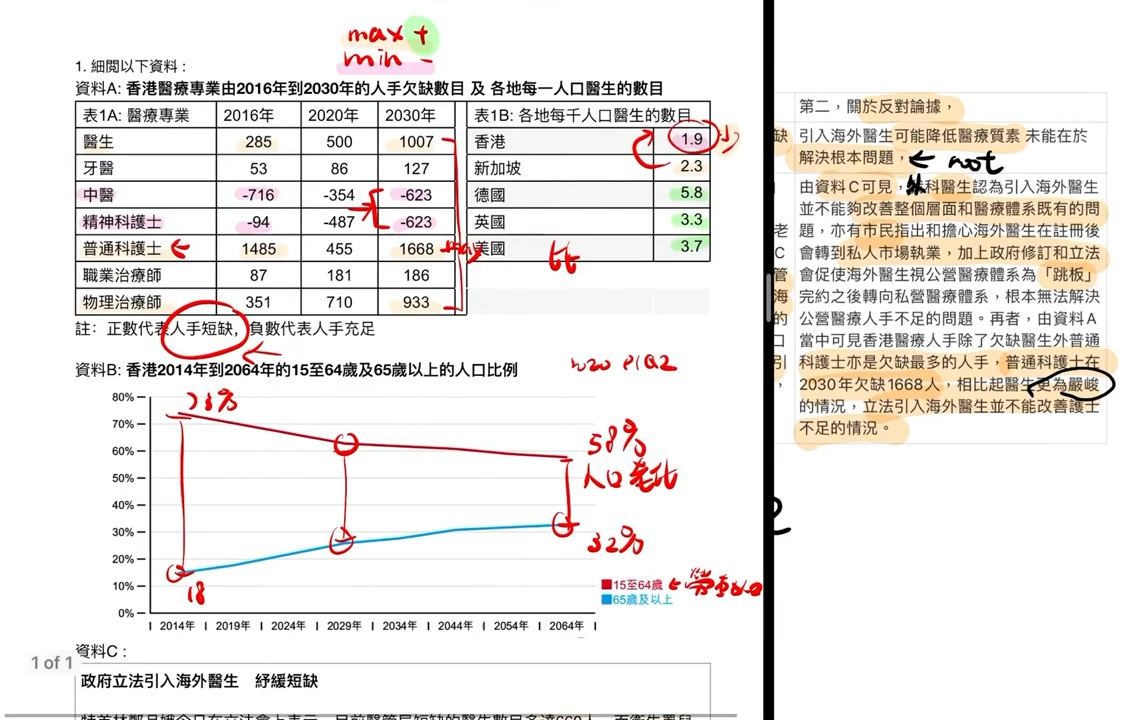 max +
min -
1. 細閱以下資料：
資料A: 香港醫療專業由2016年到2030年的人手欠缺數目 及 各地每一人口醫生的數目
表1A: 醫療專業 2016年 2020年 2030年 表1B: 各地每千人口醫生的數目
醫生 285 500 1007 香港 1.9 少
牙醫 53 86 127 新加坡 2.3
中醫 -716 -354 -623 德國 5.8
精神科護士 -94 -487 -623 英國 3.3
普通科護士 1485 455 1668 美國 3.7
比
職業治療師 87 181 186
物理治療師 351 710 933
註：正數代表人手短缺, 負數代表人手充足
資料B: 香港2014年到2064年的15至64歲及65歲以上的人口比例
2020 P1Q2
80%
73%
70%
60%
58%
50%
人口老化
40%
30%
32%
20%
18
10%
0%
15至64歲
65歲及以上
2014年 2019年 2024年 2029年 2034年 2044年 2054年 2064年
資料C：
1 of 1
政府立法引入海外醫生 紓緩短缺
第二，關於反對論據，
缺 引入海外醫生可能降低醫療質素 未能在於
解決根本問題， not
由資料C可見，科醫生認為引入海外醫生
並不能夠改善整個層面和醫療體系既有的問
老 題，亦有市民指出和擔心海外醫生在註冊後
C 會轉到私人市場執業，加上政府修訂和立法
管 會促使海外醫生視公營醫療體系為「跳板」
海 完約之後轉向私營醫療體系，根本無法解決
的 公營醫療人手不足的問題。再者，由資料A
口 當中可見香港醫療人手除了欠缺醫生外普通
引 科護士亦是欠缺最多的人手，普通科護士在
， 2030年欠缺1668人，相比起醫生更為嚴峻
的情況，立法引入海外醫生並不能改善護士
不足的情況。